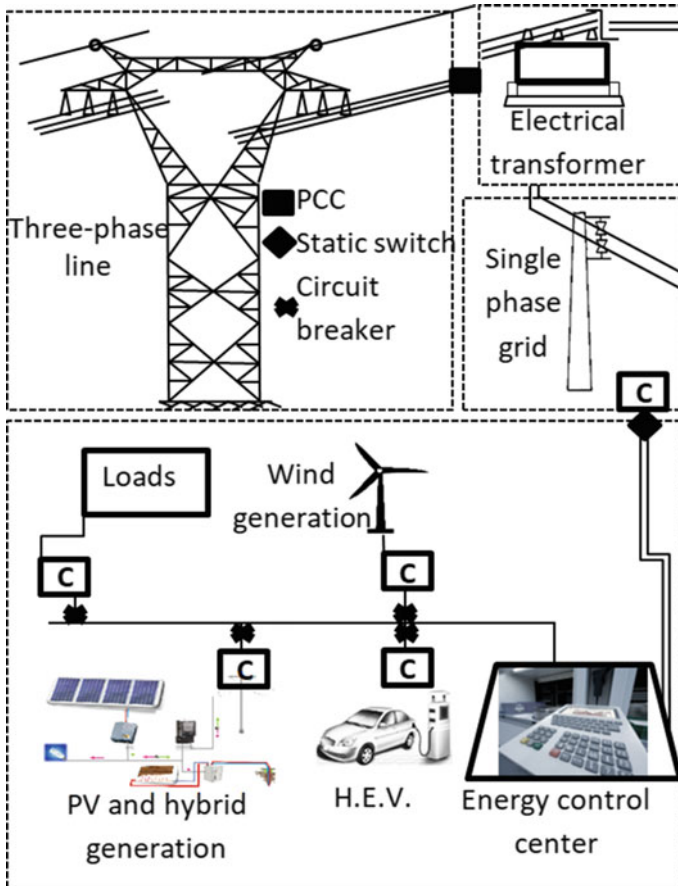 Electrical
transformer
PCC
Three-phase
line
Static switch
Circuit
breaker
Single
phase
grid
C
Loads
Wind
generation
C
C
C
C
PV and hybrid
generation
H.E.V.
Energy control
center